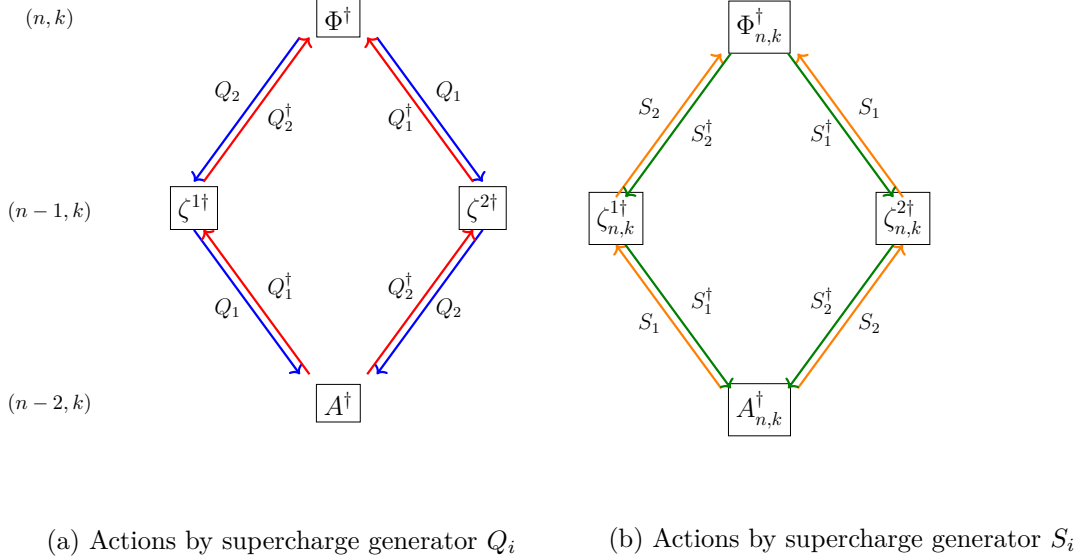 (n, k)
Φ†
Φ†n,k
Q2
Q1
S2
S1
Q†2
Q†1
S†2
S†1
(n − 1, k)
ζ1†
ζ2†
ζ1†n,k
ζ2†n,k
Q†1
Q†2
S†1
S†2
Q1
Q2
S1
S2
(n − 2, k)
A†
A†n,k
(a) Actions by supercharge generator Qi
(b) Actions by supercharge generator Si